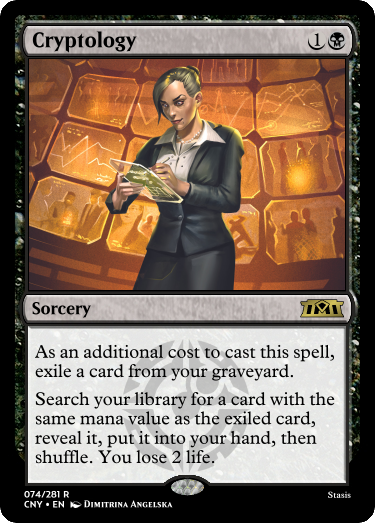 Cryptology 1
Sorcery
As an additional cost to cast this spell,
exile a card from your graveyard.
Search your library for a card with the
same mana value as the exiled card,
reveal it, put it into your hand, then
shuffle. You lose 2 life.
074/281 R Stasis
CNY • EN DIMITRINA ANGELSKA